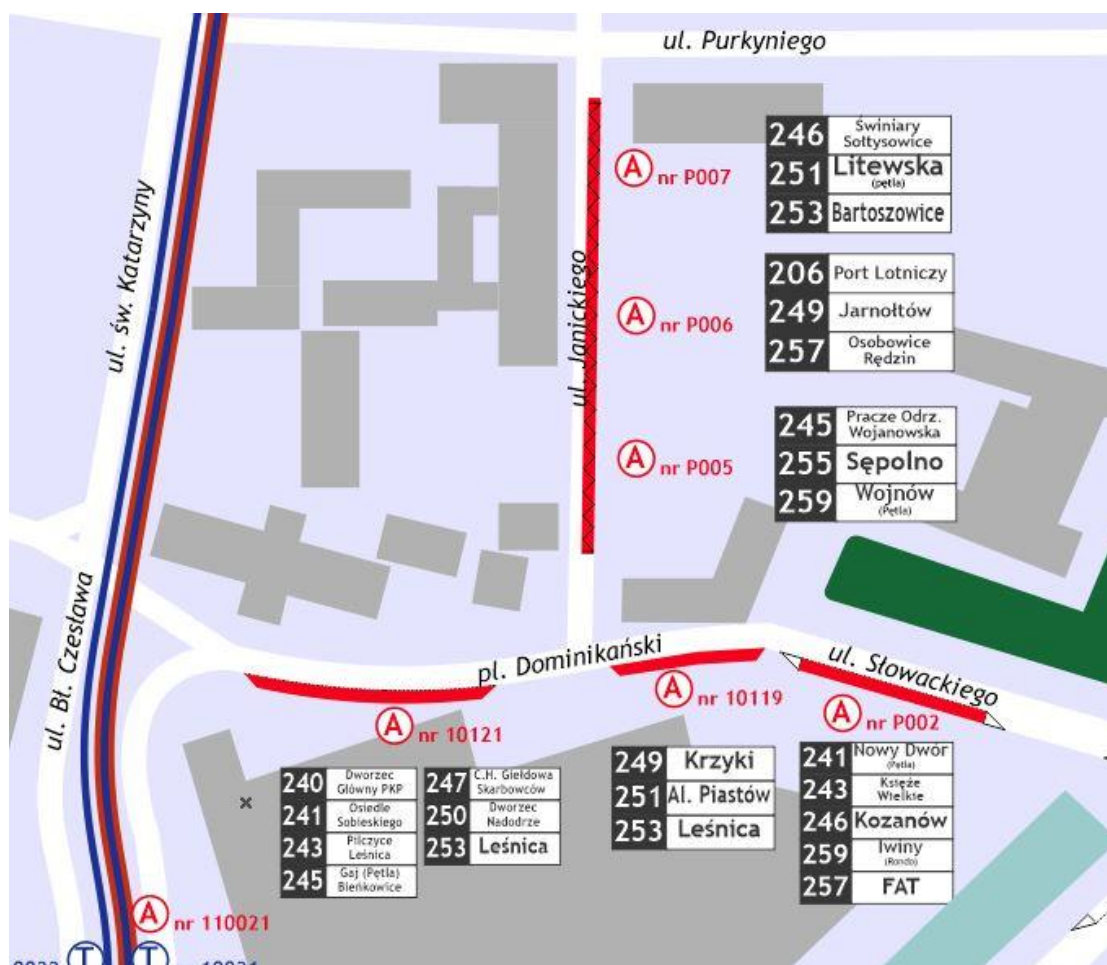 ul. Purkyniego
ul. św. Katarzyny
ul. Janickiego
A nr P007
246 Świniary Sołtysowice
251 Litewska (pętla)
253 Bartoszowice
A nr P006
206 Port Lotniczy
249 Jarnołtów
257 Osobowice Rędzin
A nr P005
245 Pracze Odrz. Wojanowska
255 Sępolno
259 Wojnów (Pętla)
ul. Bł. Czesława
pl. Dominikański
ul. Słowackiego
A nr 10121
240 Dworzec Główny PKP
241 Osiedle Sobieskiego
243 Pilczyce Leśnica
245 Gaj (Pętla) Bieńkowice
247 C.H. Giełdowa Skarbowców
250 Dworzec Nadodrze
253 Leśnica
A nr 10119
249 Krzyki
251 Al. Piastów
253 Leśnica
A nr P002
241 Nowy Dwór (Pętla)
243 Księże Wielkie
246 Kozanów
259 Iwiny (Rondo)
257 FAT
A nr 110021
T T